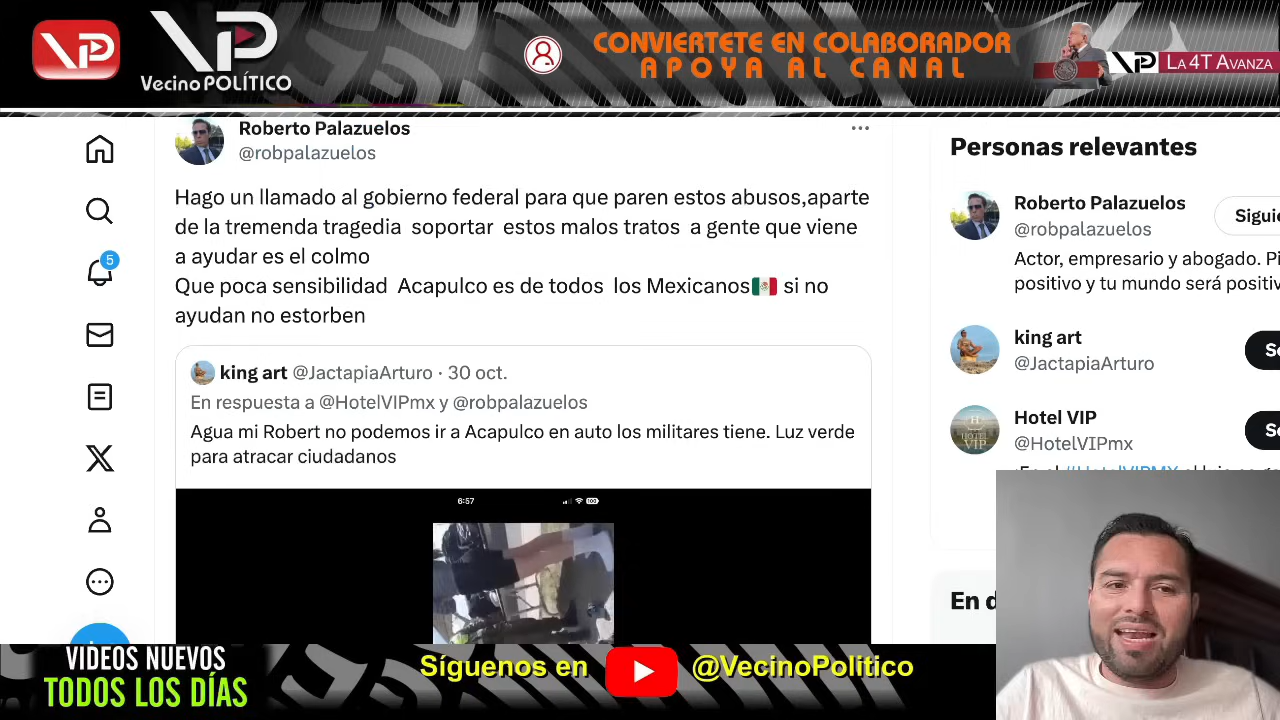 VP
VP
Vecino POLÍTICO
CONVIERTETE EN COLABORADOR
APOYA AL CANAL
VP LA 4T AVANZA
Roberto Palazuelos
@robpalazuelos
Hago un llamado al gobierno federal para que paren estos abusos,aparte
de la tremenda tragedia soportar estos malos tratos a gente que viene
a ayudar es el colmo
Que poca sensibilidad Acapulco es de todos los Mexicanos🇲🇽 si no
ayudan no estorben
king art @JactapiaArturo · 30 oct.
En respuesta a @HotelVIPmx y @robpalazuelos
Agua mi Robert no podemos ir a Acapulco en auto los militares tiene. Luz verde
para atracar ciudadanos
6:57
100
5
Personas relevantes
Roberto Palazuelos
@robpalazuelos
Siguie
Actor, empresario y abogado. Pi
positivo y tu mundo será positiv
king art
@JactapiaArturo
Se
Hotel VIP
@HotelVIPmx
Se
En d
VIDEOS NUEVOS
TODOS LOS DÍAS
Síguenos en @VecinoPolitico